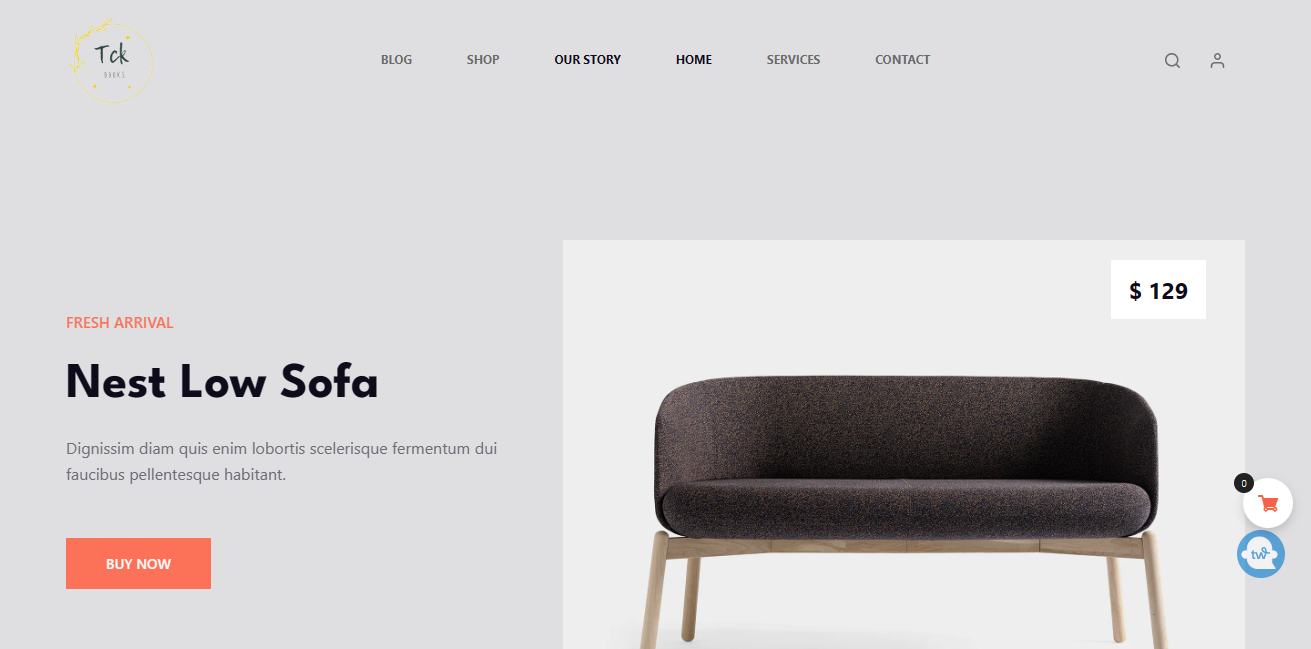 Tck
BOOKS
BLOG SHOP OUR STORY HOME SERVICES CONTACT
$ 129
FRESH ARRIVAL
Nest Low Sofa
Dignissim diam quis enim lobortis scelerisque fermentum dui
faucibus pellentesque habitant.
0
BUY NOW